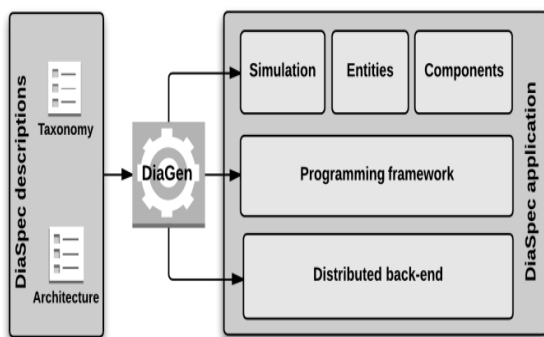 DiaSpec descriptions
Taxonomy
Architecture
DiaGen
Simulation
Entities
Components
Programming framework
Distributed back-end
DiaSpec application